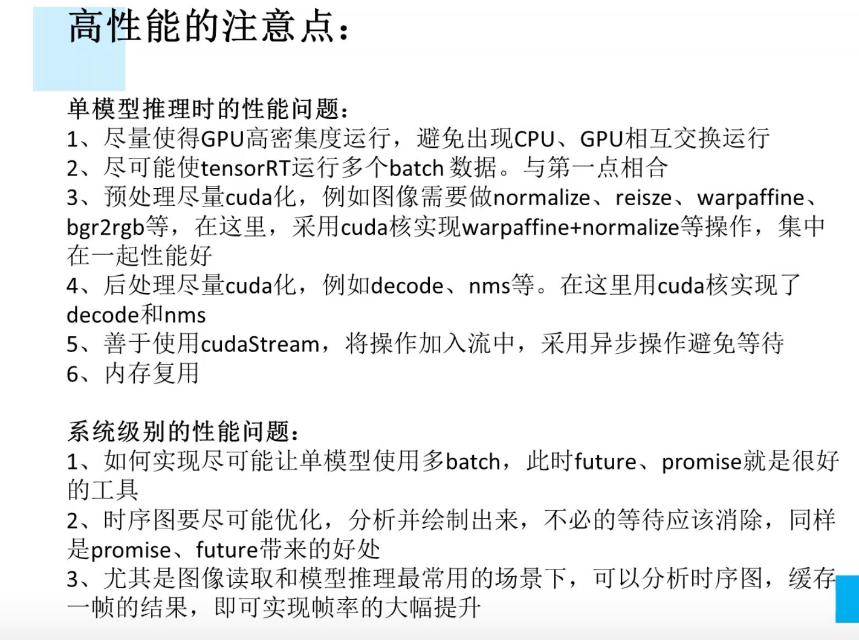 高性能的注意点：
单模型推理时的性能问题：
1、尽量使得GPU高密集度运行，避免出现CPU、GPU相互交换运行
2、尽可能使tensorRT运行多个batch 数据。与第一点相合
3、预处理尽量cuda化，例如图像需要做normalize、reisze、warpaffine、
bgr2rgb等，在这里，采用cuda核实现warpaffine+normalize等操作，集中
在一起性能好
4、后处理尽量cuda化，例如decode、nms等。在这里用cuda核实现了
decode和nms
5、善于使用cudaStream，将操作加入流中，采用异步操作避免等待
6、内存复用
系统级别的性能问题：
1、如何实现尽可能让单模型使用多batch，此时future、promise就是很好
的工具
2、时序图要尽可能优化，分析并绘制出来，不必的等待应该消除，同样
是promise、future带来的好处
3、尤其是图像读取和模型推理最常用的场景下，可以分析时序图，缓存
一帧的结果，即可实现帧率的大幅提升